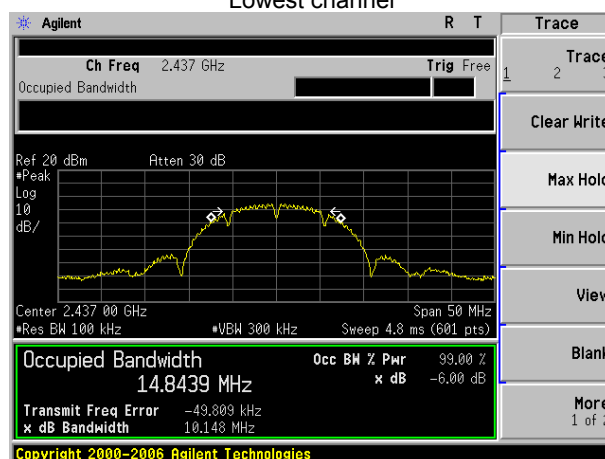 Lowest channel
Agilent R T Trace
Ch Freq 2.437 GHz Trig Free
Occupied Bandwidth
Trace
1 2 3
Clear Write
Max Hold
Min Hold
View
Blank
More
1 of 2
Ref 20 dBm Atten 30 dB
#Peak
Log
10
dB/
Center 2.437 00 GHz Span 50 MHz
#Res BW 100 kHz #VBW 300 kHz Sweep 4.8 ms (601 pts)
Occupied Bandwidth Occ BW % Pwr 99.00 %
14.8439 MHz x dB -6.00 dB
Transmit Freq Error -49.809 kHz
x dB Bandwidth 10.148 MHz
Copyright 2000-2006 Agilent Technologies